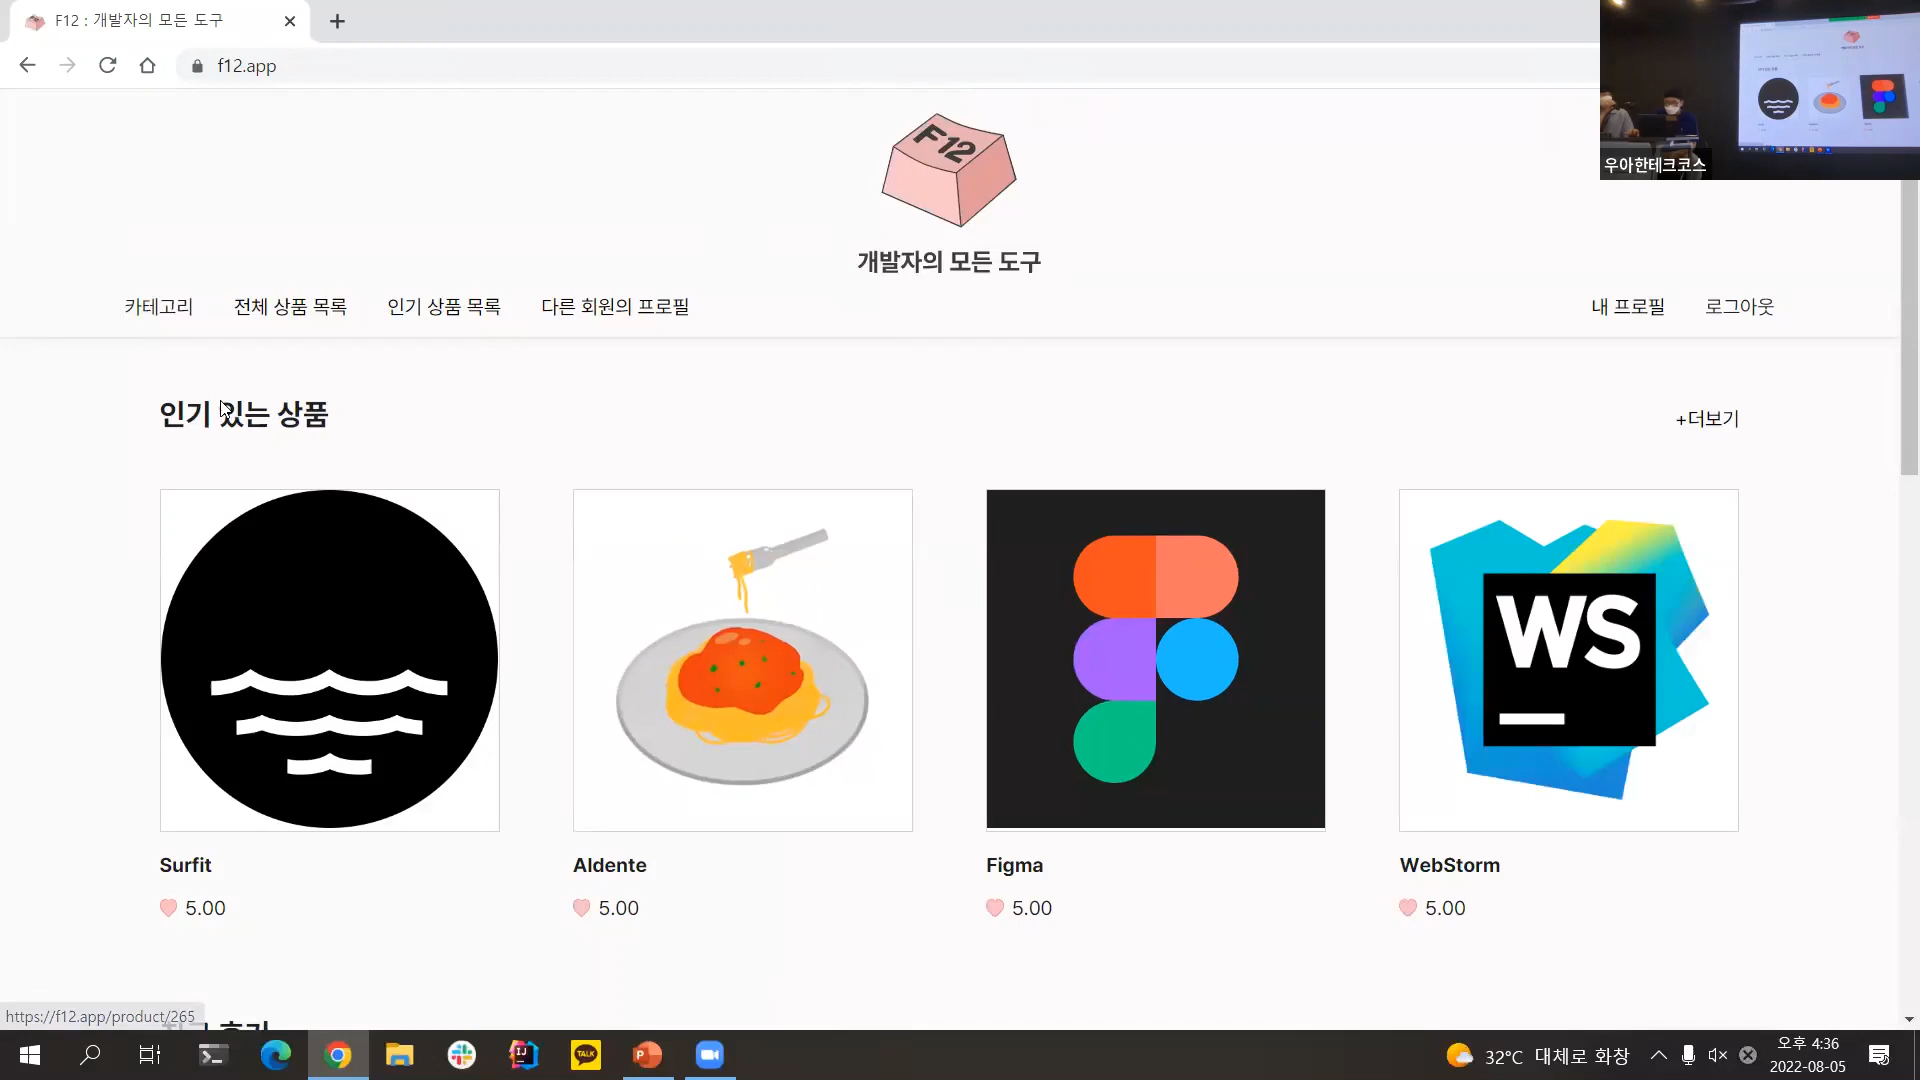 F12 : 개발자의 모든 도구
f12.app
우아한테크코스
F12
개발자의 모든 도구
카테고리
전체 상품 목록
인기 상품 목록
다른 회원의 프로필
내 프로필
로그아웃
인기 있는 상품
+더보기
WS
Surfit
Aldente
Figma
WebStorm
5.00
5.00
5.00
5.00
https://f12.app/product/265
IJ
TALK
P
32°C 대체로 화창
오후 4:36
2022-08-05